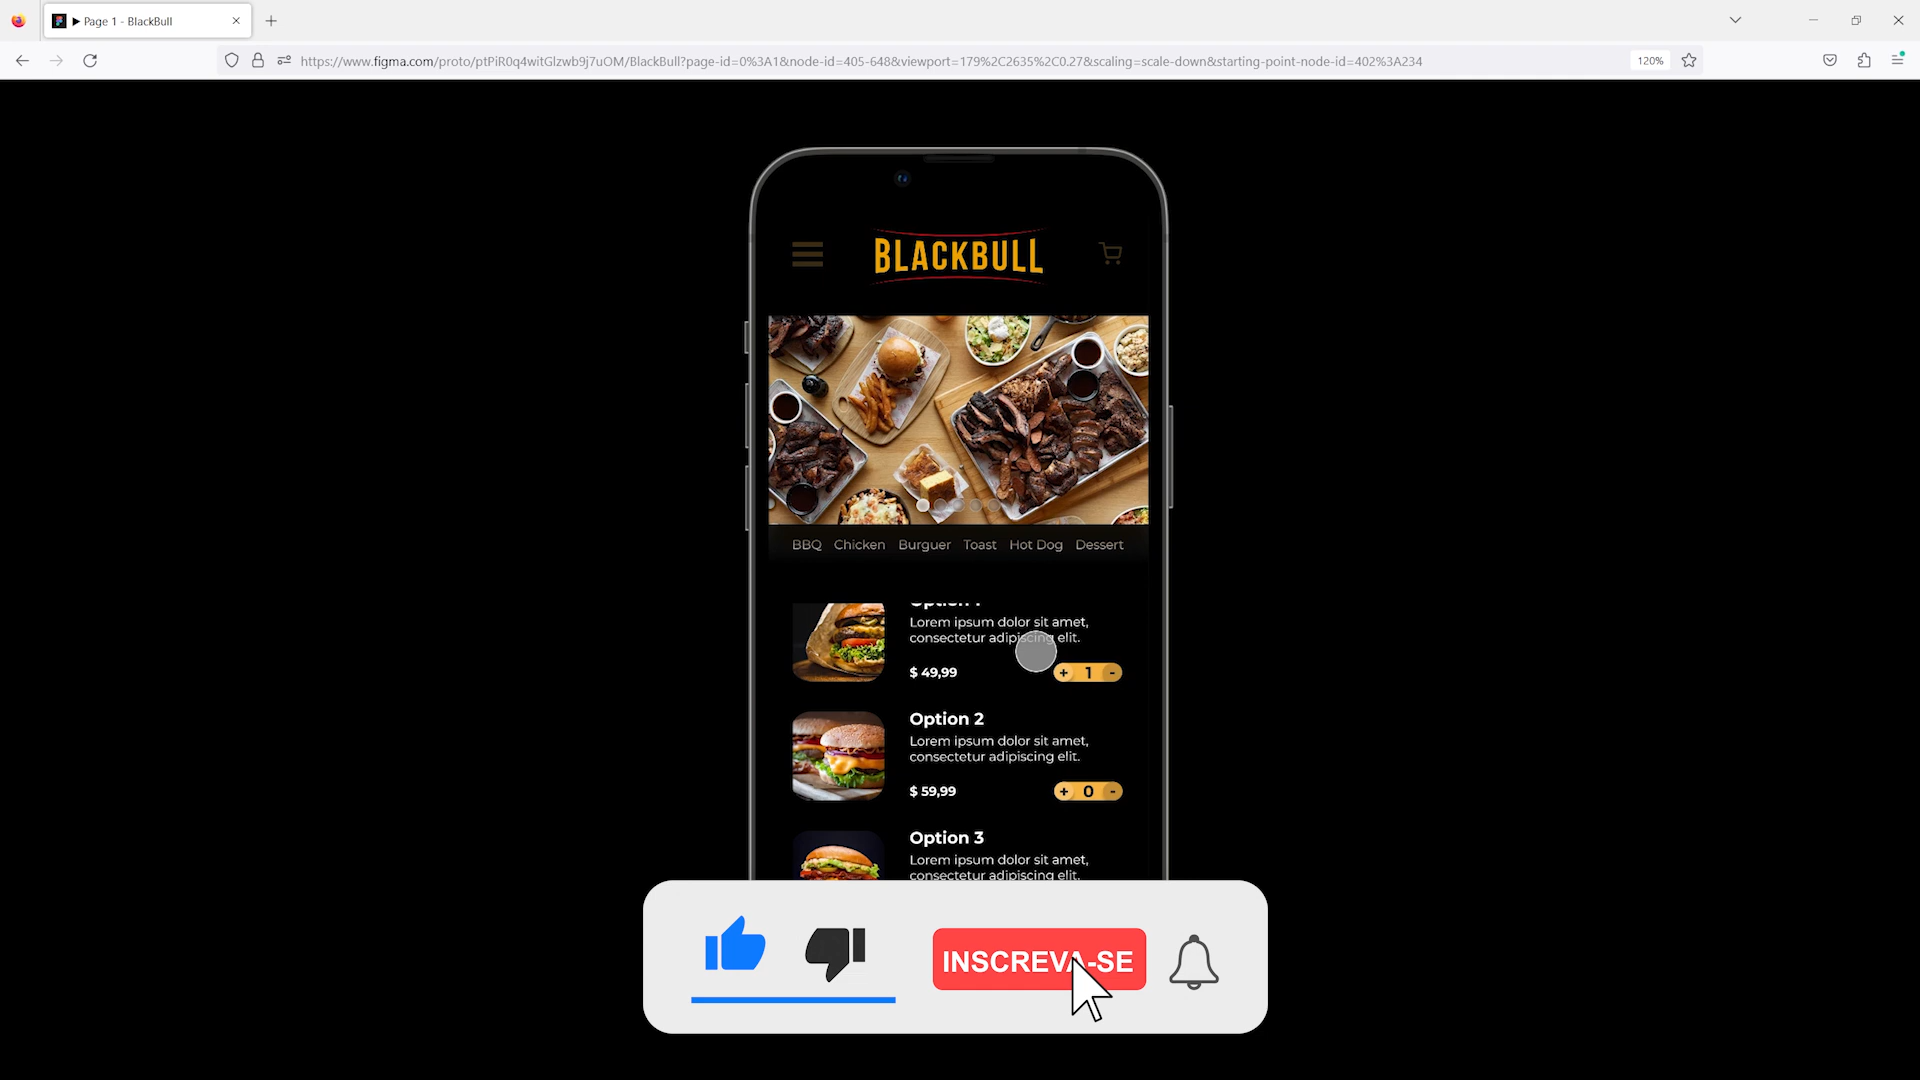 Page 1 - BlackBull
https://www.figma.com/proto/ptPiR0q4witGlzwb9j7uOM/BlackBull?page-id=0%3A1&node-id=405-648&viewport=179%2C2635%2C0.27&scaling=scale-down&starting-point-node-id=402%3A234
120%
BLACKBULL
BBQ Chicken Burguer Toast Hot Dog Dessert
Option 1
Lorem ipsum dolor sit amet,
consectetur adipiscing elit.
$ 49,99
+ 1 -
Option 2
Lorem ipsum dolor sit amet,
consectetur adipiscing elit.
$ 59,99
+ 0 -
Option 3
Lorem ipsum dolor sit amet,
consectetur adipiscing elit.
INSCREVA-SE